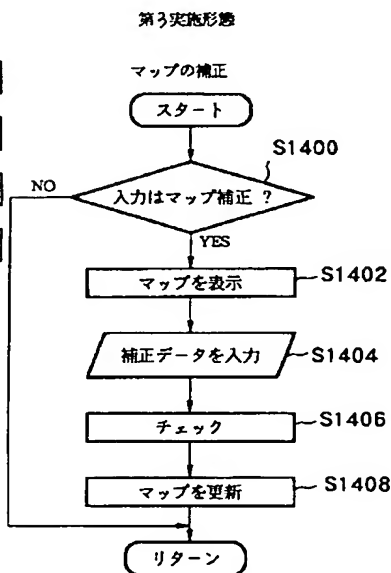 第3実施形態
マップの補正
スタート
S1400
入力はマップ補正 ?
NO
YES
マップを表示
S1402
補正データを入力
S1404
チェック
S1406
マップを更新
S1408
リターン